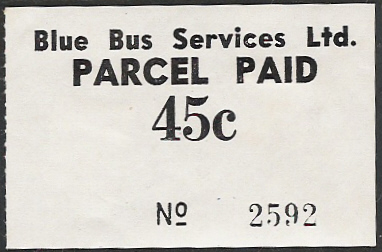 Blue Bus Services Ltd.
PARCEL PAID
45c
Nº 2592